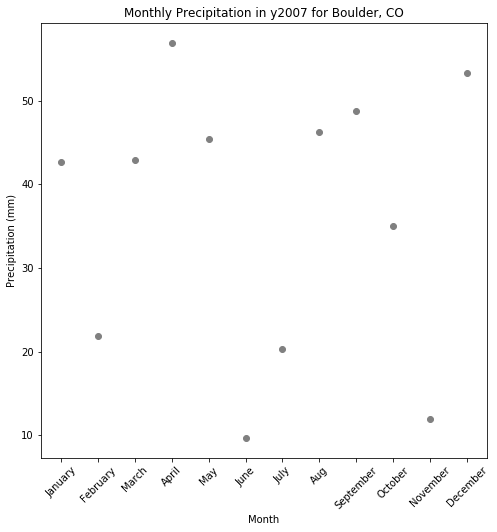 Monthly Precipitation in y2007 for Boulder, CO
Precipitation (mm)
50
40
30
20
10
January February March April May June July Aug September October November December
Month